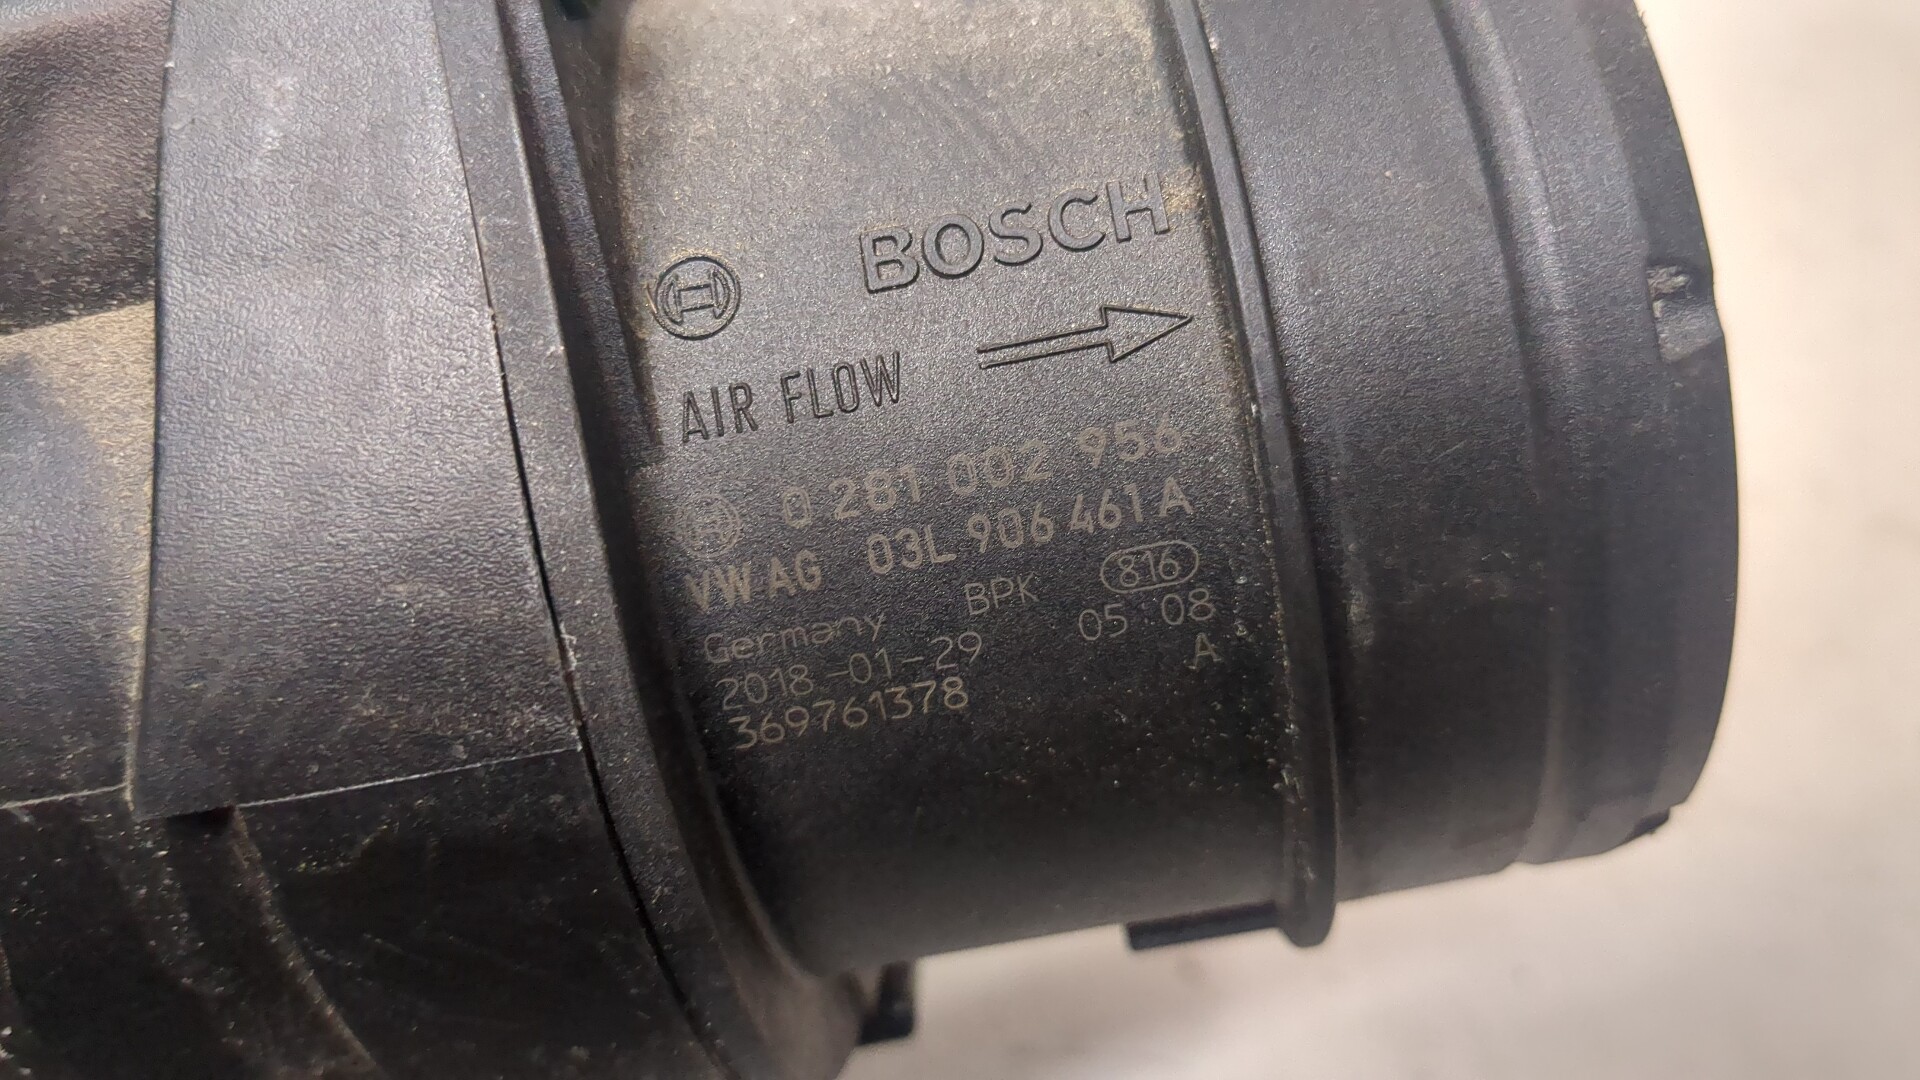 BOSCH
AIR FLOW
0 281 002 956
VW AG 03L 906 461 A
Germany BPK 816
2018-01-29 05 08
369761378 A